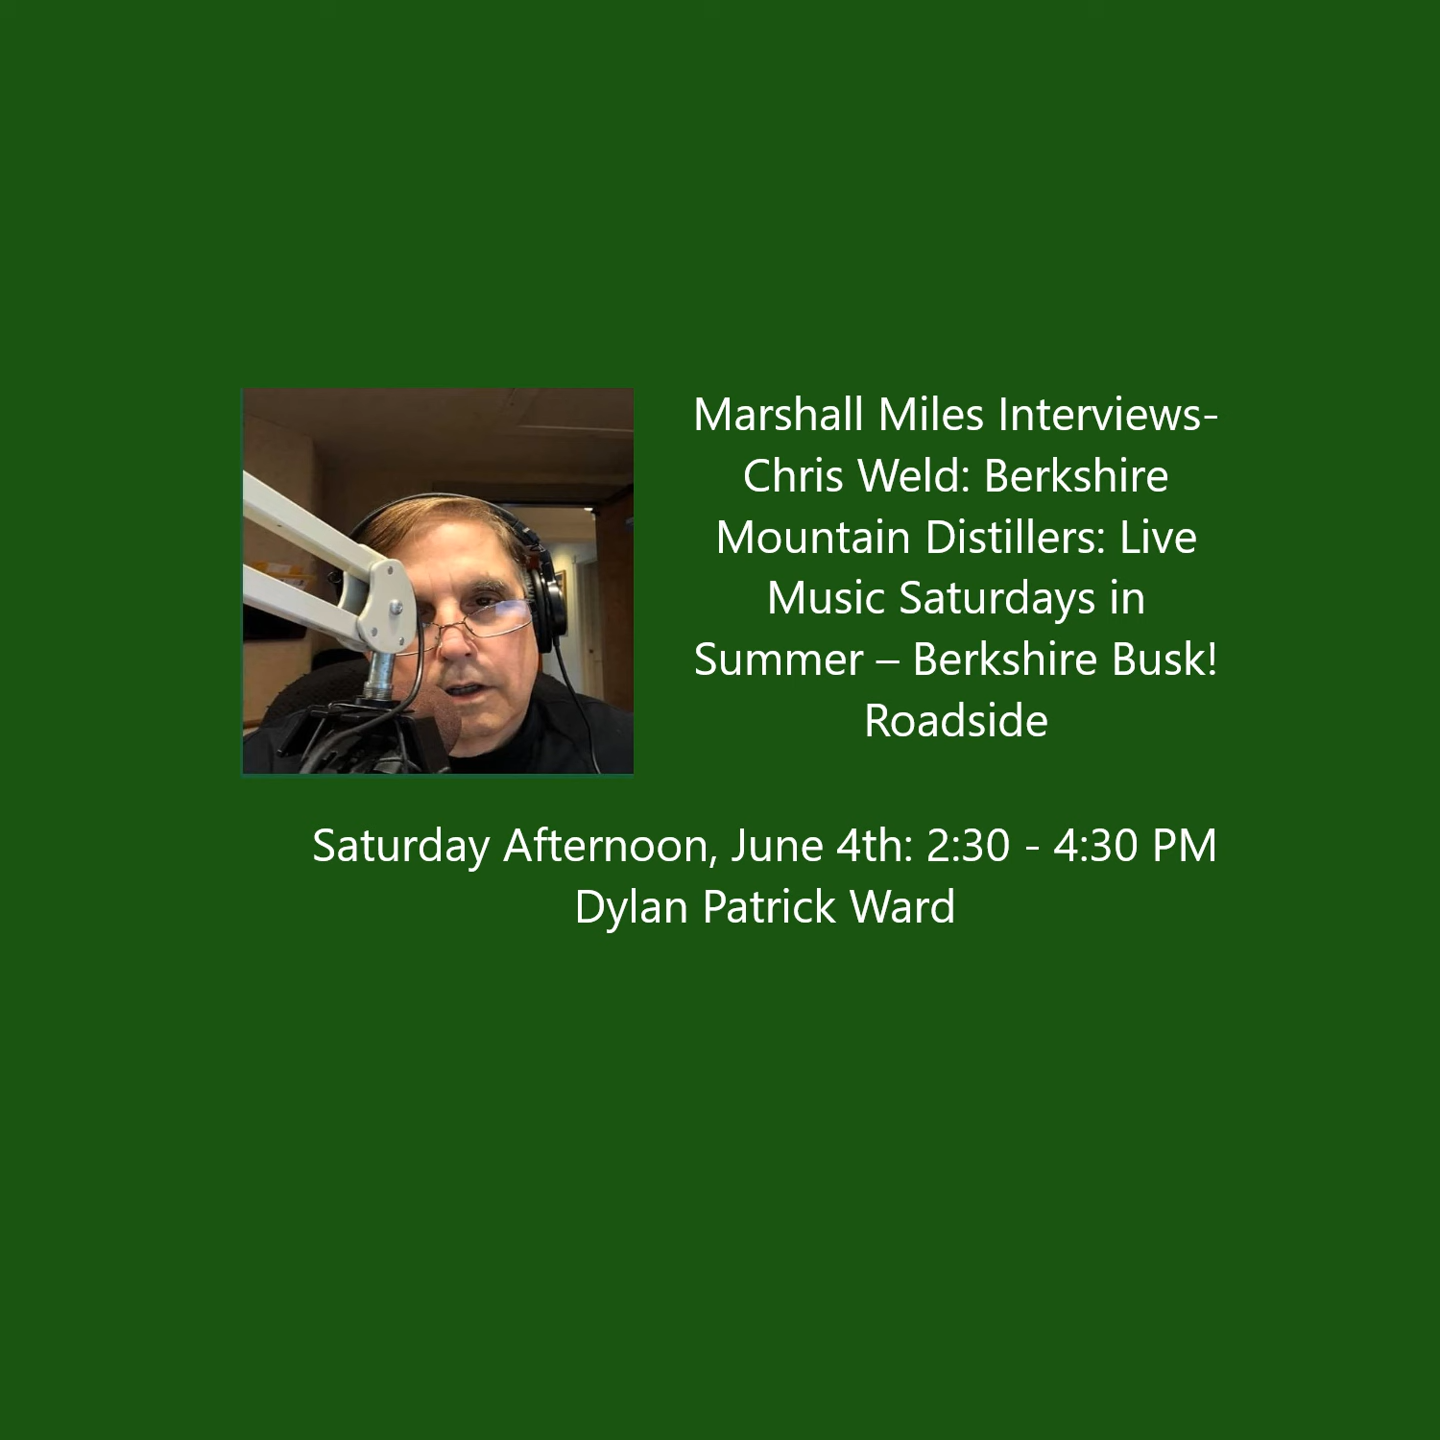 Marshall Miles Interviews-
Chris Weld: Berkshire
Mountain Distillers: Live
Music Saturdays in
Summer – Berkshire Busk!
Roadside
Saturday Afternoon, June 4th: 2:30 - 4:30 PM
Dylan Patrick Ward